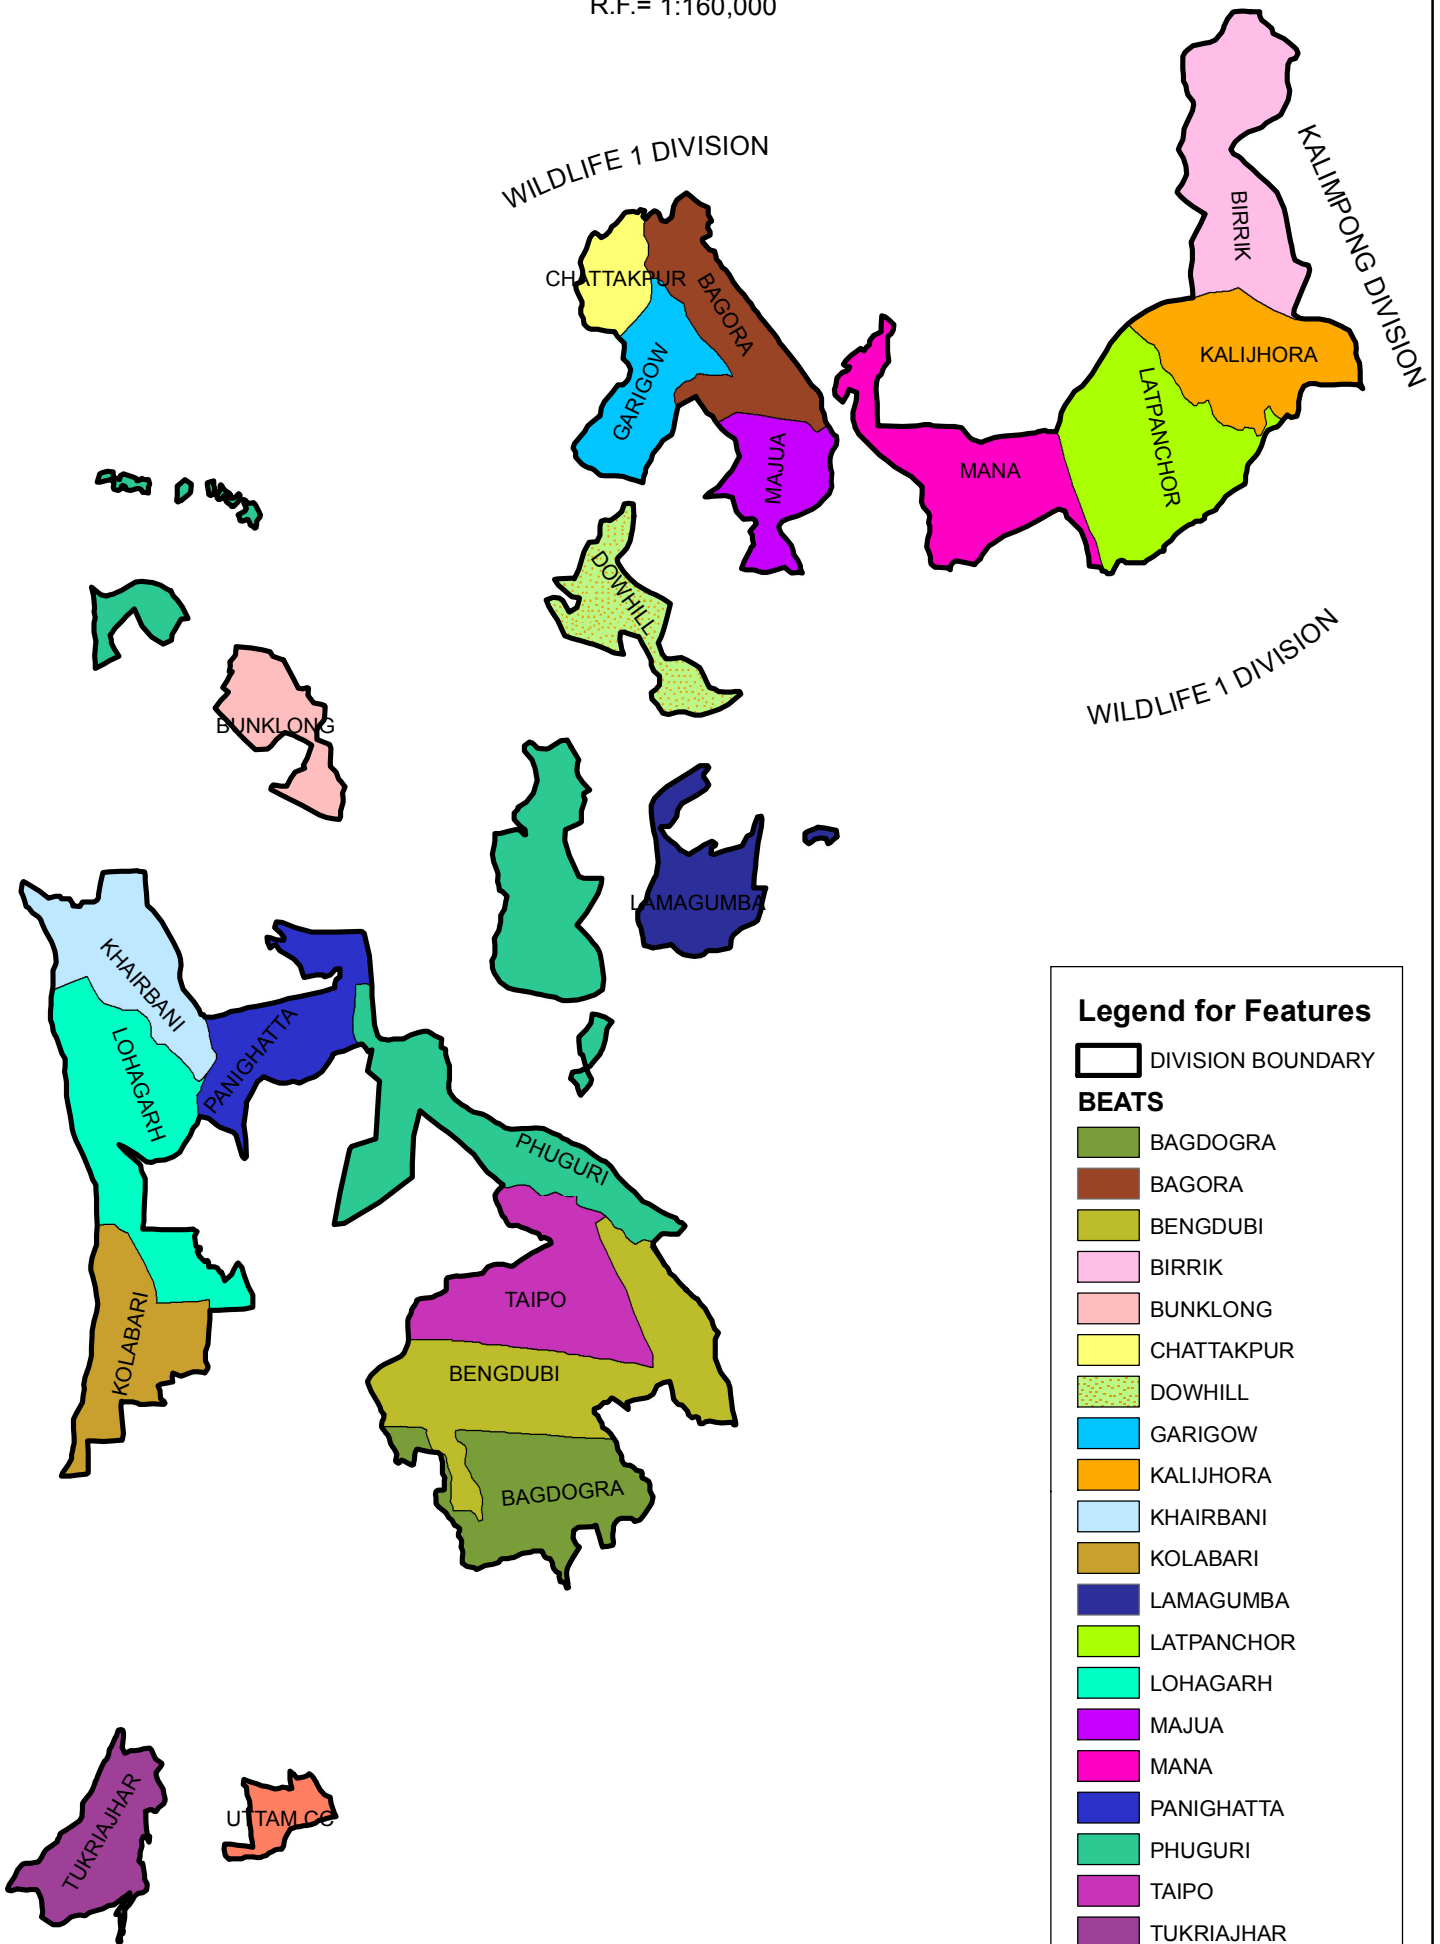 R.F.= 1:160,000
WILDLIFE 1 DIVISION
KALIMPONG DIVISION
BIRRIK
CHATTAKPUR
BAGORA
KALIJHORA
GARIGOW
LATPANCHOR
MAJUA
MANA
DOWHILL
WILDLIFE 1 DIVISION
BUNKLONG
LAMAGUMBA
KHAIRBANI
LOHAGARH
PANIGHATTA
PHUGURI
TAIPO
KOLABARI
BENGDUBI
BAGDOGRA
TUKRIAJHAR
UTTAM CC
Legend for Features
DIVISION BOUNDARY
BEATS
BAGDOGRA
BAGORA
BENGDUBI
BIRRIK
BUNKLONG
CHATTAKPUR
DOWHILL
GARIGOW
KALIJHORA
KHAIRBANI
KOLABARI
LAMAGUMBA
LATPANCHOR
LOHAGARH
MAJUA
MANA
PANIGHATTA
PHUGURI
TAIPO
TUKRIAJHAR